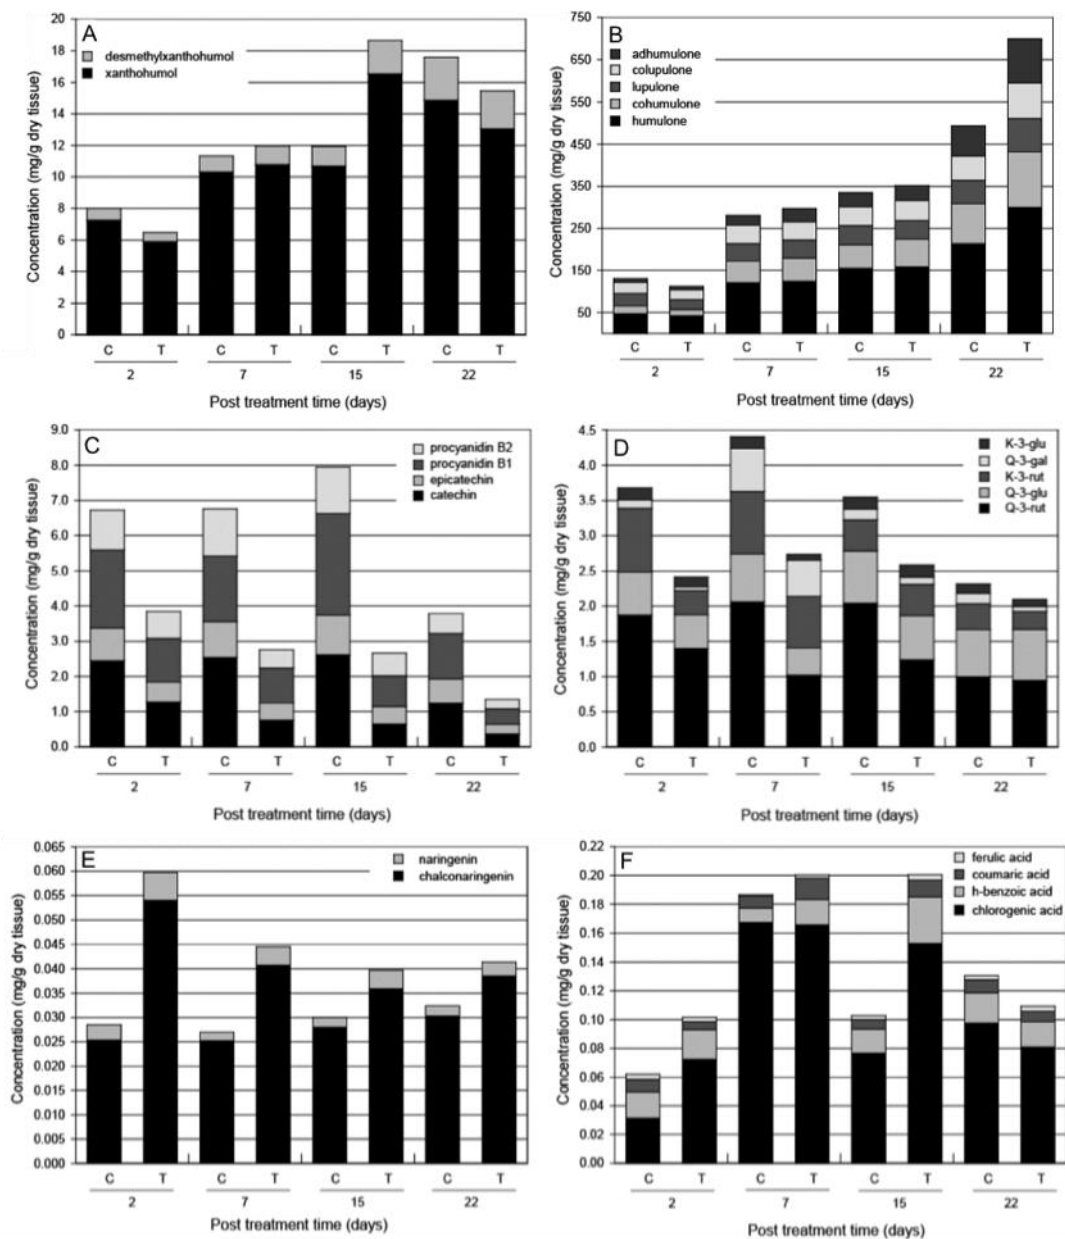 A
desmethylxanthohumol
xanthohumol
Concentration (mg/g dry tissue)
20
18
16
14
12
10
8
6
4
2
0
C T C T C T C T
2 7 15 22
Post treatment time (days)
B
adhumulone
colupulone
lupulone
cohumulone
humulone
Concentration (mg/g dry tissue)
750
650
550
450
350
250
150
50
C T C T C T C T
2 7 15 22
Post treatment time (days)
C
procyanidin B2
procyanidin B1
epicatechin
catechin
Concentration (mg/g dry tissue)
9.0
8.0
7.0
6.0
5.0
4.0
3.0
2.0
1.0
0.0
C T C T C T C T
2 7 15 22
Post treatment time (days)
D
K-3-glu
Q-3-gal
K-3-rut
Q-3-glu
Q-3-rut
Concentration (mg/g dry tissue)
4.5
4.0
3.5
3.0
2.5
2.0
1.5
1.0
0.5
0.0
C T C T C T C T
2 7 15 22
Post treatment time (days)
E
naringenin
chalconaringenin
Concentration (mg/g dry tissue)
0.065
0.060
0.055
0.050
0.045
0.040
0.035
0.030
0.025
0.020
0.015
0.010
0.005
0.000
C T C T C T C T
2 7 15 22
Post treatment time (days)
F
ferulic acid
coumaric acid
h-benzoic acid
chlorogenic acid
Concentration (mg/g dry tissue)
0.22
0.20
0.18
0.16
0.14
0.12
0.10
0.08
0.06
0.04
0.02
0.00
C T C T C T C T
2 7 15 22
Post treatment time (days)